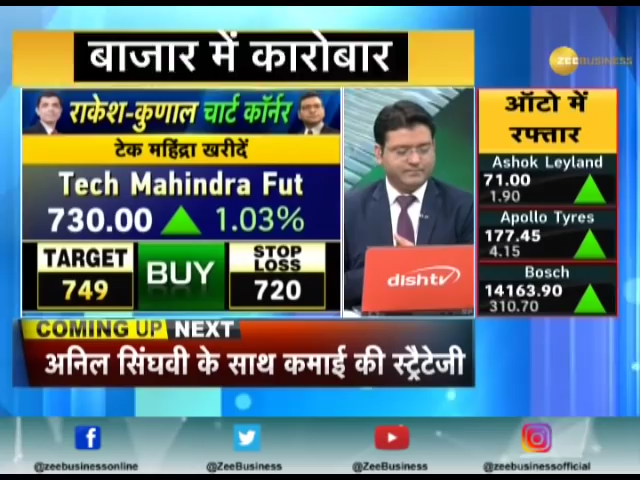 बाजार में कारोबार
ZEEBUSINESS
राकेश-कुणाल चार्ट कॉर्नर
टेक महिंद्रा खरीदें
Tech Mahindra Fut
730.00 1.03%
TARGET
749
BUY
STOP
LOSS
720
dishtv
ऑटो में
रफ्तार
Ashok Leyland
71.00
1.90
Apollo Tyres
177.45
4.15
Bosch
14163.90
310.70
COMING UP NEXT
अनिल सिंघवी के साथ कमाई की स्ट्रैटेजी
@zeebusinessonline
@ZeeBusiness
@ZeeBusiness
@zeebusinessofficial